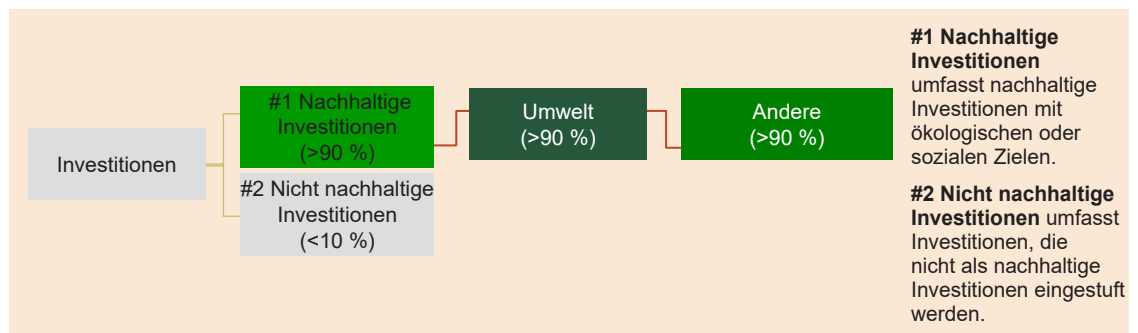 Investitionen
#1 Nachhaltige
Investitionen
(>90 %)
#2 Nicht nachhaltige
Investitionen
(<10 %)
Umwelt
(>90 %)
Andere
(>90 %)
#1 Nachhaltige
Investitionen
umfasst nachhaltige
Investitionen mit
ökologischen oder
sozialen Zielen.
#2 Nicht nachhaltige
Investitionen umfasst
Investitionen, die
nicht als nachhaltige
Investitionen eingestuft
werden.